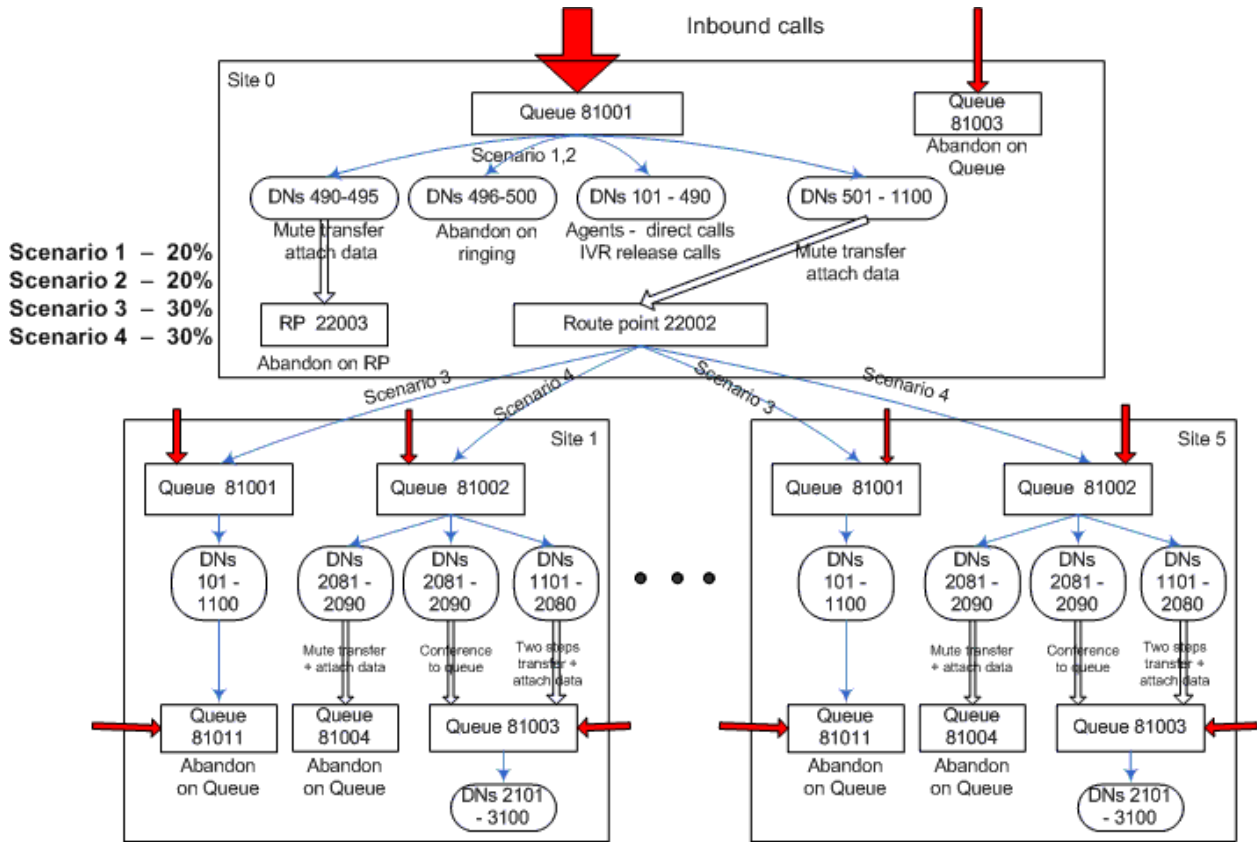 Inbound calls
Site 0
Queue 81001
Queue
81003
Abandon on
Queue
Scenario 1,2
DNs 490-495
DNs 496-500
DNs 101 - 490
DNs 501 - 1100
Mute transfer
attach data
Abandon on
ringing
Agents - direct calls
IVR release calls
Mute transfer
attach data
Scenario 1 – 20%
Scenario 2 – 20%
Scenario 3 – 30%
Scenario 4 – 30%
RP 22003
Abandon on RP
Route point 22002
Scenario 3
Scenario 4
Scenario 3
Scenario 4
Site 1
Queue 81001
Queue 81002
DNs
101 -
1100
DNs
2081 -
2090
DNs
2081 -
2090
DNs
1101 -
2080
Mute transfer
+ attach data
Conference
to queue
Two steps
transfer +
attach data
Queue
81011
Abandon
on Queue
Queue
81004
Abandon
on Queue
Queue 81003
DNs 2101
- 3100
Site 5
Queue 81001
Queue 81002
DNs
101 -
1100
DNs
2081 -
2090
DNs
2081 -
2090
DNs
1101 -
2080
Mute transfer
+ attach data
Conference
to queue
Two steps
transfer +
attach data
Queue
81011
Abandon
on Queue
Queue
81004
Abandon
on Queue
Queue 81003
DNs 2101
- 3100